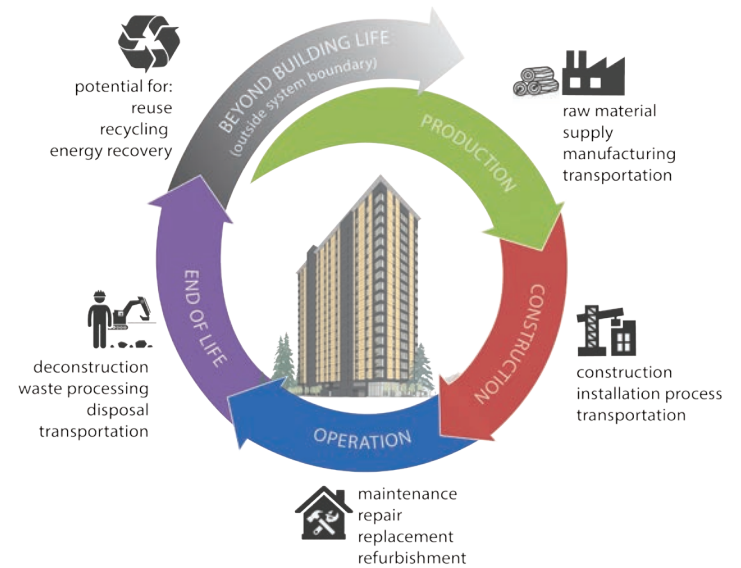 BEYOND BUILDING LIFE
(outside system boundary)
potential for:
reuse
recycling
energy recovery
PRODUCTION
raw material
supply
manufacturing
transportation
CONSTRUCTION
construction
installation process
transportation
OPERATION
maintenance
repair
replacement
refurbishment
END OF LIFE
deconstruction
waste processing
disposal
transportation